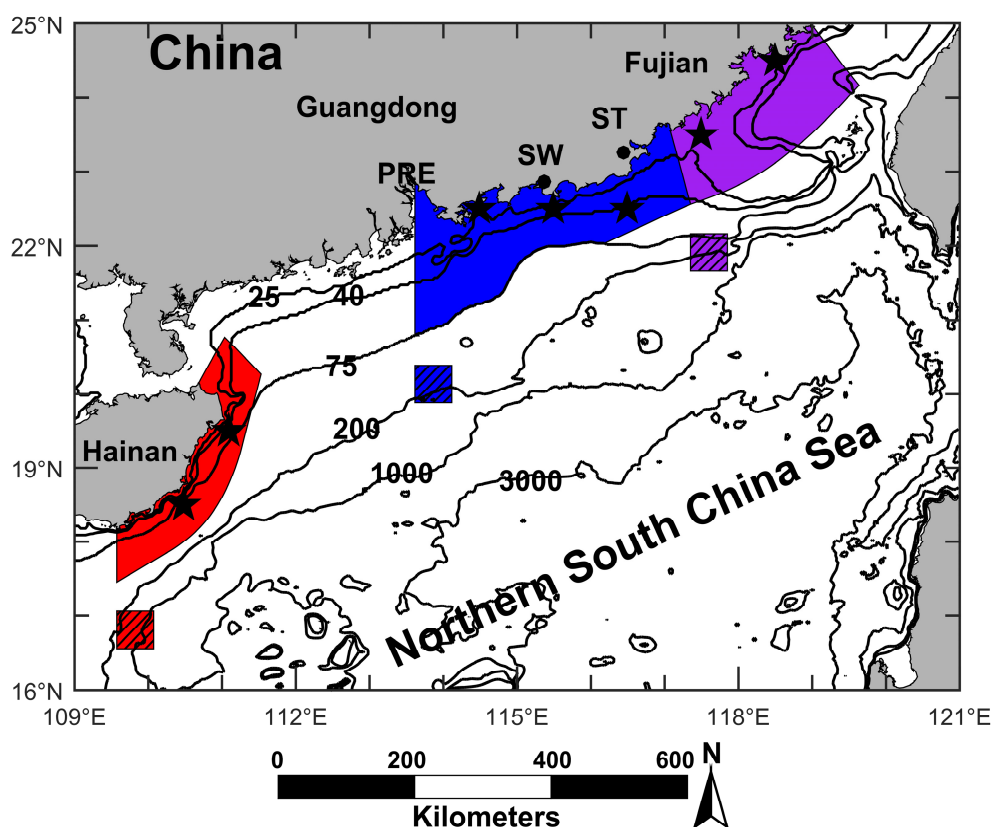 25°N
China
Fujian
Guangdong
ST
SW
PRE
22°N
25
40
75
200
Hainan
19°N
1000
3000
Northern South China Sea
16°N
109°E
112°E
115°E
118°E
121°E
0
200
400
600
N
Kilometers